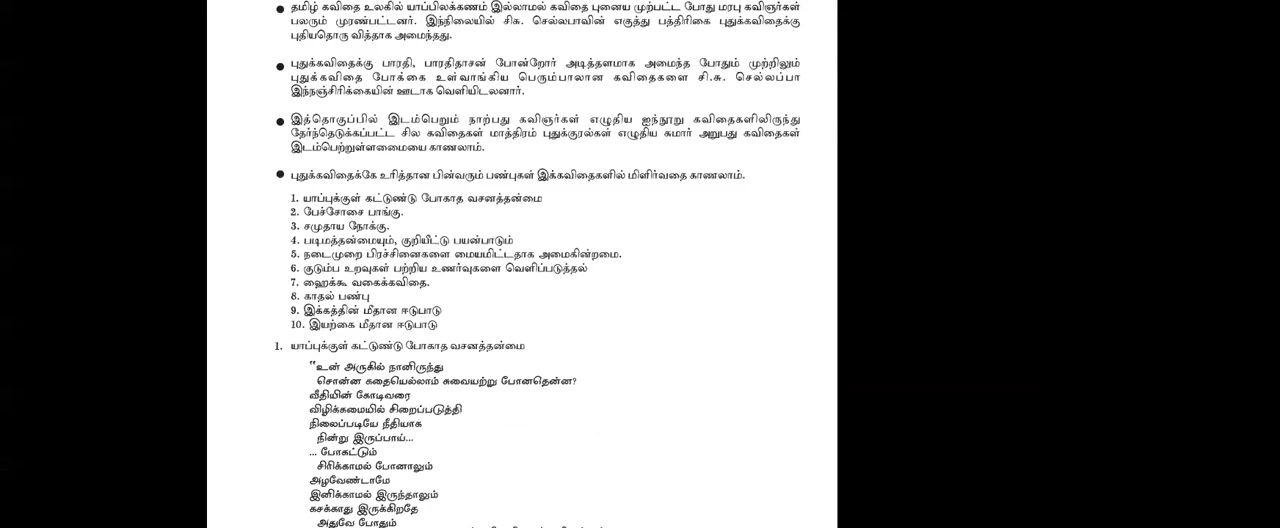 ● தமிழ் கவிதை உலகில் யாப்பிலக்கணம் இல்லாமல் கவிதை புனைய முற்பட்ட போது மரபு கவிஞர்கள்
பலரும் முரண்பட்டனர். இந்நிலையில் சிசு. செல்லபாவின் எகுத்து பத்திரிகை புதுக்கவிதைக்கு
புதியதொரு வித்தாக அமைந்தது.
● புதுக்கவிதைக்கு பாரதி, பாரதிதாசன் போன்றோர் அடித்தளமாக அமைந்த போதும் முற்றிலும்
புதுக்கவிதை போக்கை உள்வாங்கிய பெரும்பாலான கவிதைகளை சி.சு. செல்லப்பா
இந்நஞ்சிரிக்கையின் ஊடாக வெளியிடலனார்.
● இத்தொகுப்பில் இடம்பெறும் நாற்பது கவிஞர்கள் எழுதிய ஐந்நூறு கவிதைகளிலிருந்து
தேர்ந்தெடுக்கப்பட்ட சில கவிதைகள் மாத்திரம் புதுக்குரல்கள் எழுதிய சுமார் அறுபது கவிதைகள்
இடம்பெற்றுள்ளமையை காணலாம்.
● புதுக்கவிதைக்கே உரித்தான பின்வரும் பண்புகள் இக்கவிதைகளில் மிளிர்வதை காணலாம்.
1. யாப்புக்குள் கட்டுண்டு போகாத வசனத்தன்மை
2. பேச்சோசை பாங்கு.
3. சமுதாய நோக்கு.
4. படிமத்தன்மையும், குறியீட்டு பயன்பாடும்
5. நடைமுறை பிரச்சினைகளை மையமிட்டதாக அமைகின்றமை.
6. குடும்ப உறவுகள் பற்றிய உணர்வுகளை வெளிப்படுத்தல்
7. ஹைக்கூ வகைக்கவிதை.
8. காதல் பண்பு
9. இக்கத்தின் மீதான ஈடுபாடு
10. இயற்கை மீதான ஈடுபாடு
1. யாப்புக்குள் கட்டுண்டு போகாத வசனத்தன்மை
"உன் அருகில் நானிருந்து
சொன்ன கதையெல்லாம் சுவையற்று போனதென்ன?
வீதியின் கோடிவரை
விழிக்கமையில் சிறைப்படுத்தி
நிலைப்படியே நீதியாக
நின்று இருப்பாய்...
... போகட்டும்
சிரிக்காமல் போனாலும்
அழவேண்டாமே
இனிக்காமல் இருந்தாலும்
கசக்காது இருக்கிறதே
அதுவே போதும்